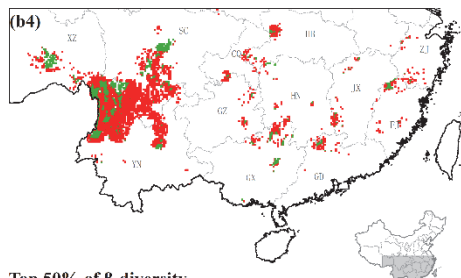 (b4)
XZ
SC
CQ
HB
ZJ
GZ
HN
JX
FJ
YN
GX
GD
Top 50% of β diversity